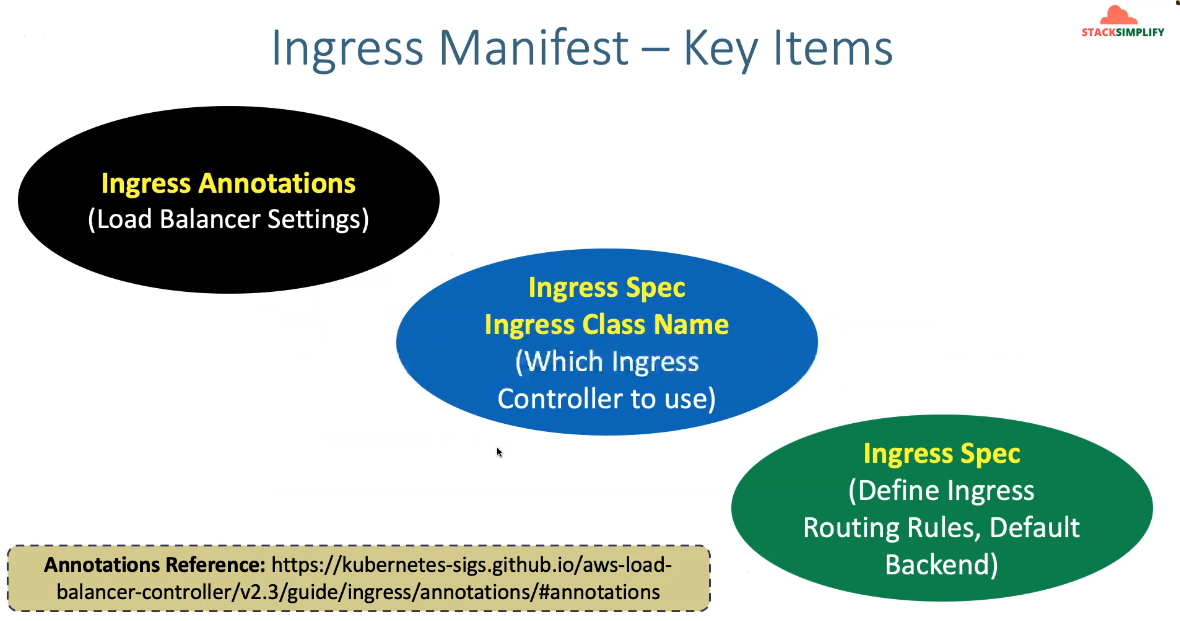 Ingress Manifest – Key Items
STACKSIMPLIFY
Ingress Annotations
(Load Balancer Settings)
Ingress Spec
Ingress Class Name
(Which Ingress
Controller to use)
Ingress Spec
(Define Ingress
Routing Rules, Default
Backend)
Annotations Reference: https://kubernetes-sigs.github.io/aws-load-
balancer-controller/v2.3/guide/ingress/annotations/#annotations